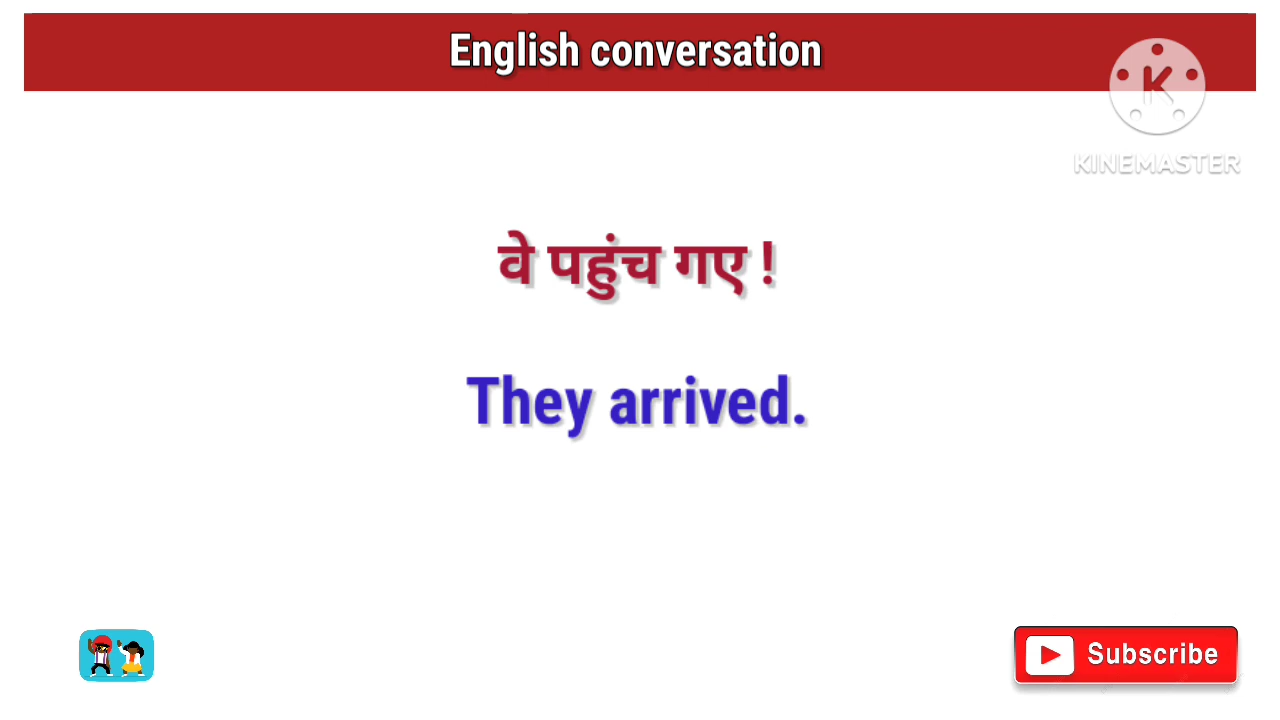 English conversation
K
KINEMASTER
वे पहुंच गए !
They arrived.
Subscribe